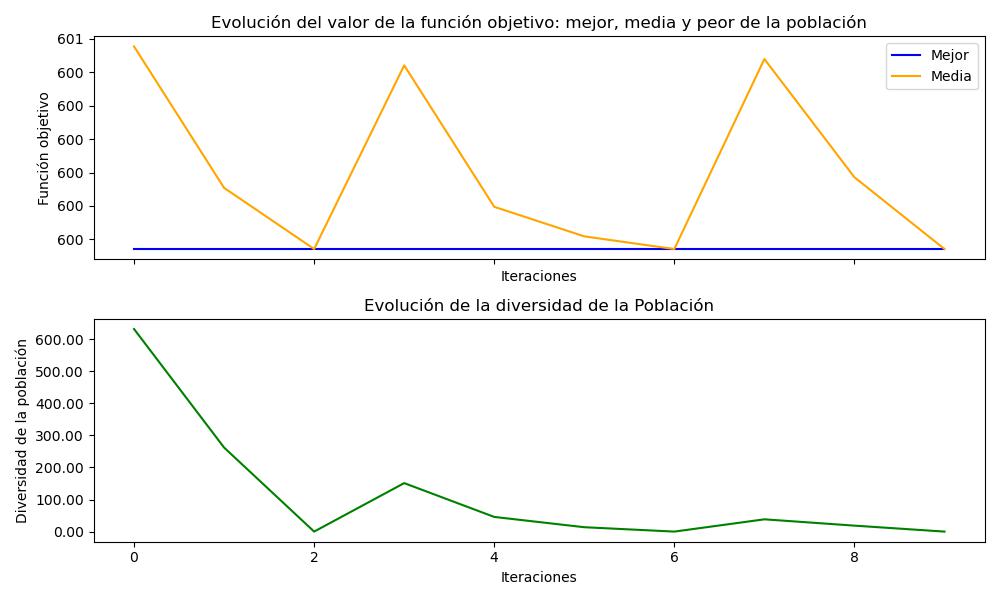 Evolución del valor de la función objetivo: mejor, media y peor de la población
601
600
600
600
600
600
600
Función objetivo
Mejor
Media
Iteraciones
Evolución de la diversidad de la Población
600.00
500.00
400.00
300.00
200.00
100.00
0.00
Diversidad de la población
0 2 4 6 8
Iteraciones